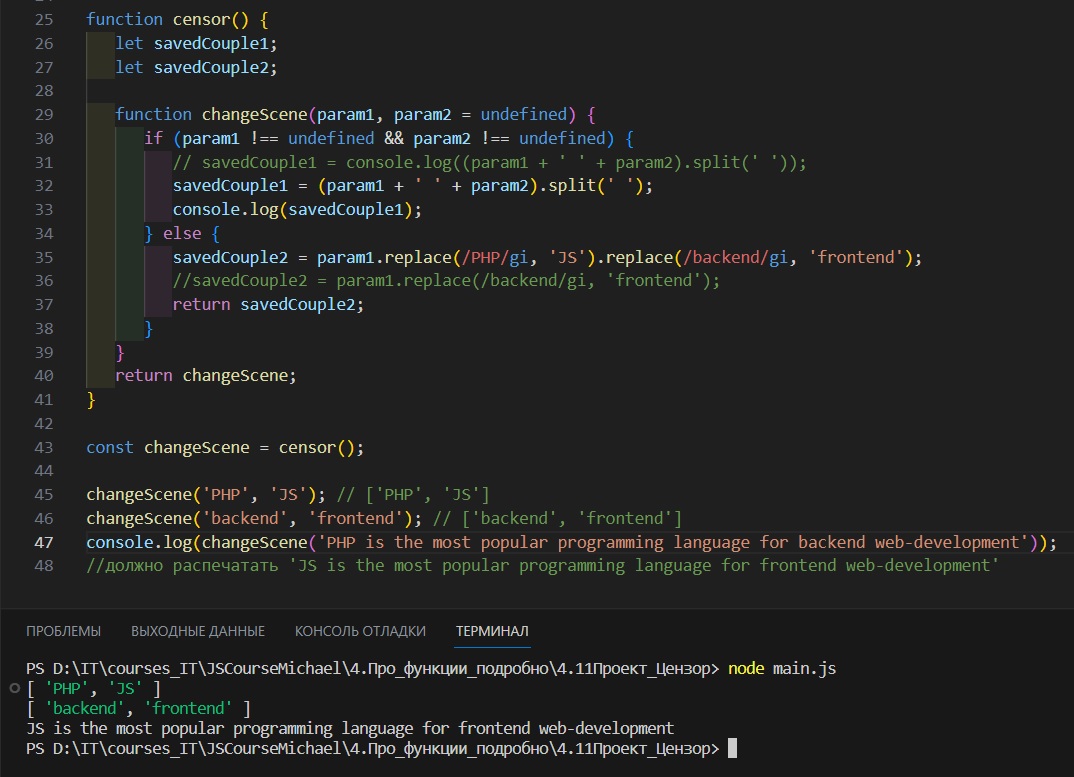 25 function censor() {
26 let savedCouple1;
27 let savedCouple2;
28
29 function changeScene(param1, param2 = undefined) {
30 if (param1 !== undefined && param2 !== undefined) {
31 // savedCouple1 = console.log((param1 + ' ' + param2).split(' '));
32 savedCouple1 = (param1 + ' ' + param2).split(' ');
33 console.log(savedCouple1);
34 } else {
35 savedCouple2 = param1.replace(/PHP/gi, 'JS').replace(/backend/gi, 'frontend');
36 //savedCouple2 = param1.replace(/backend/gi, 'frontend');
37 return savedCouple2;
38 }
39 }
40 return changeScene;
41 }
42
43 const changeScene = censor();
44
45 changeScene('PHP', 'JS'); // ['PHP', 'JS']
46 changeScene('backend', 'frontend'); // ['backend', 'frontend']
47 console.log(changeScene('PHP is the most popular programming language for backend web-development'));
48 //должно распечатать 'JS is the most popular programming language for frontend web-development'
ПРОБЛЕМЫ ВЫХОДНЫЕ ДАННЫЕ КОНСОЛЬ ОТЛАДКИ ТЕРМИНАЛ
PS D:\IT\courses_IT\JSCourseMichael\4.Про_функции_подробно\4.11Проект_Цензор> node main.js
[ 'PHP', 'JS' ]
[ 'backend', 'frontend' ]
JS is the most popular programming language for frontend web-development
PS D:\IT\courses_IT\JSCourseMichael\4.Про_функции_подробно\4.11Проект_Цензор>